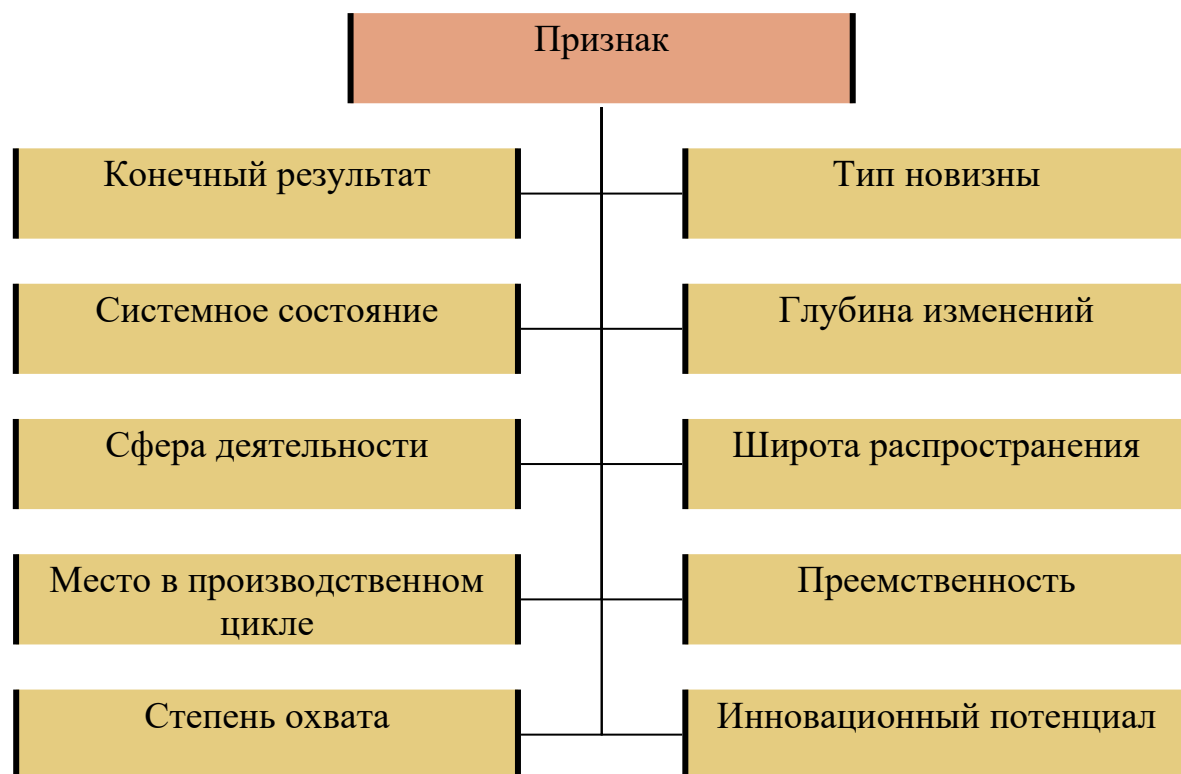 Признак
Конечный результат
Тип новизны
Системное состояние
Глубина изменений
Сфера деятельности
Широта распространения
Место в производственном
цикле
Преемственность
Степень охвата
Инновационный потенциал